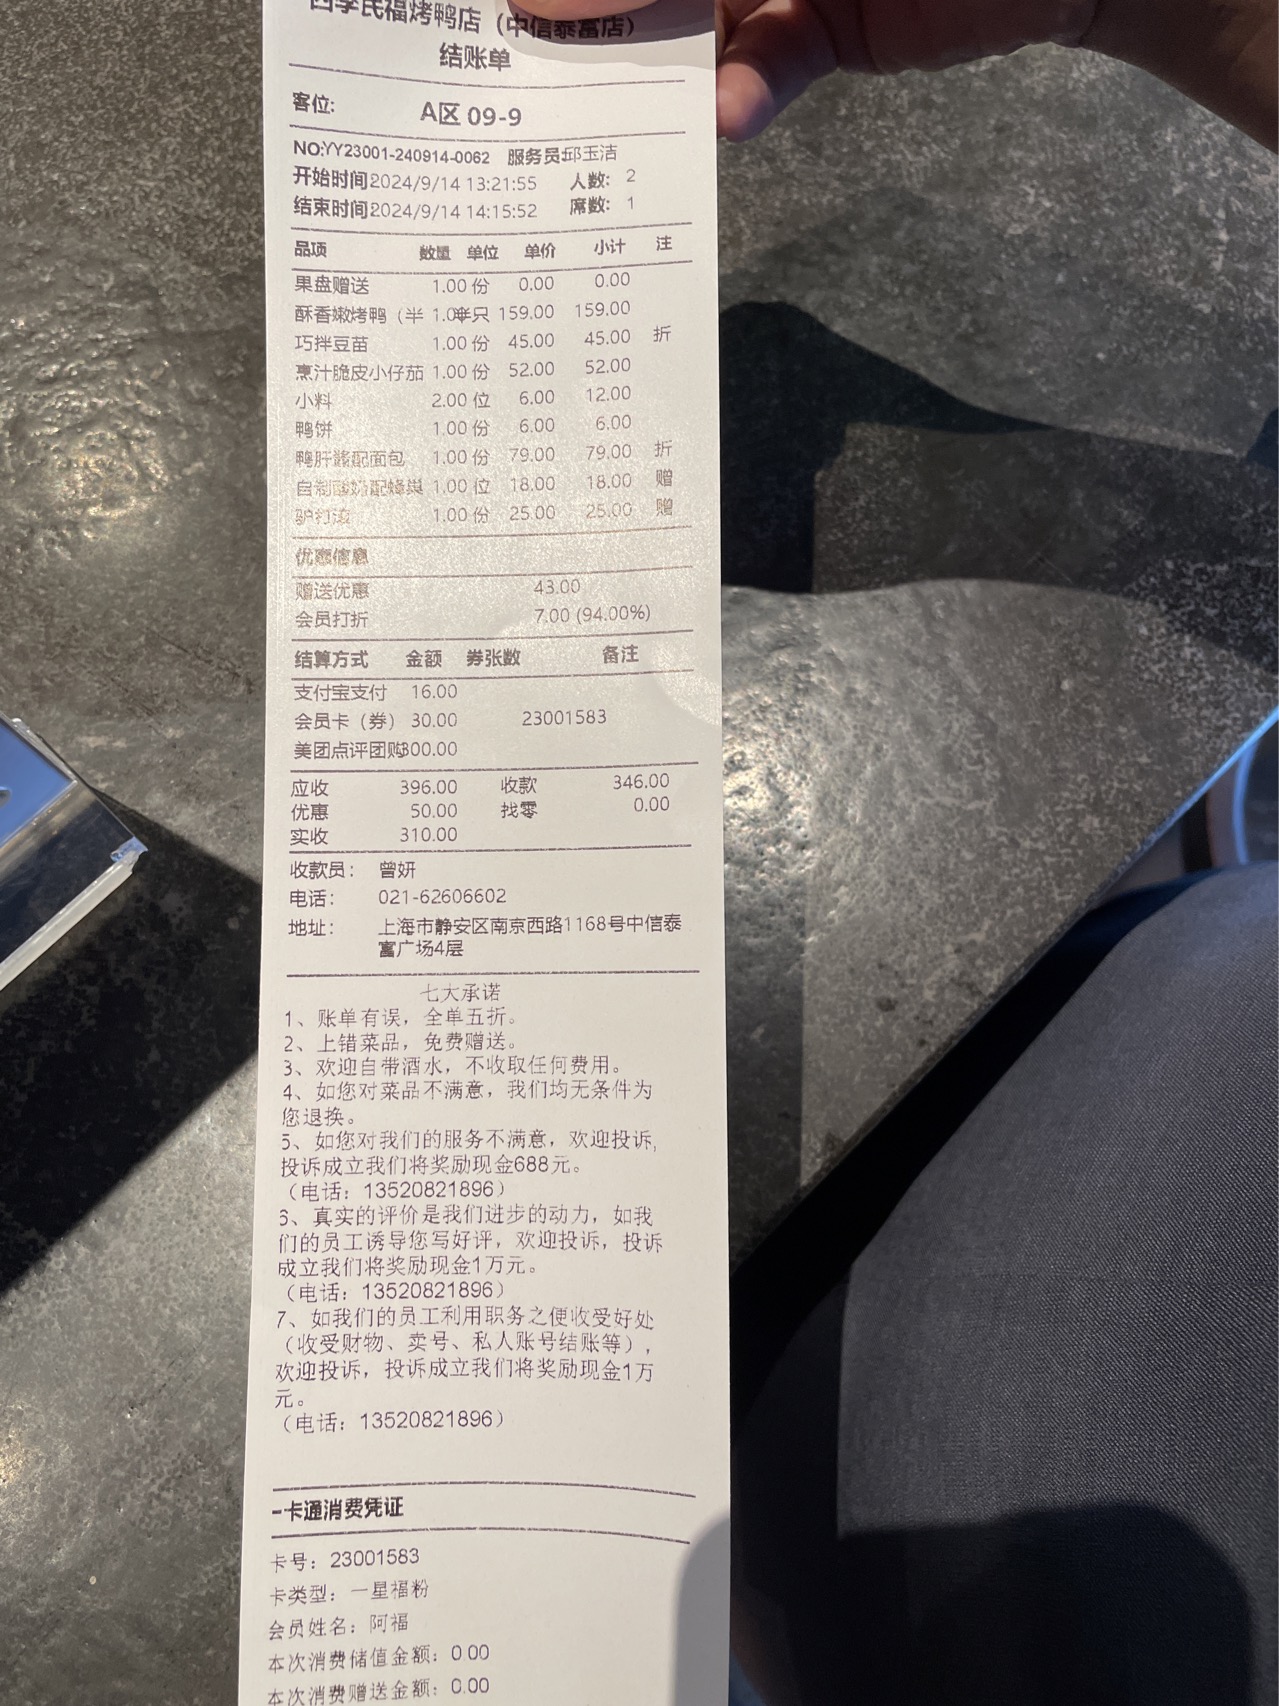 四季民福烤鸭店（中信泰富店）
结账单
客位: A区 09-9
NO:YY23001-240914-0062 服务员:邱玉洁
开始时间2024/9/14 13:21:55 人数: 2
结束时间2024/9/14 14:15:52 席数: 1
品项 数量 单位 单价 小计 注
果盘赠送 1.00 份 0.00 0.00
酥香嫩烤鸭（半 1.00 半只 159.00 159.00
巧拌豆苗 1.00 份 45.00 45.00 折
烹汁脆皮小仔茄 1.00 份 52.00 52.00
小料 2.00 位 6.00 12.00
鸭饼 1.00 份 6.00 6.00
鸭肝酱配面包 1.00 份 79.00 79.00 折
自制酸奶配蜂巢 1.00 位 18.00 18.00 赠
驴打滚 1.00 份 25.00 25.00 赠
优惠信息
赠送优惠 43.00
会员打折 7.00 (94.00%)
结算方式 金额 券张数 备注
支付宝支付 16.00
会员卡（券） 30.00 23001583
美团点评团购300.00
应收 396.00 收款 346.00
优惠 50.00 找零 0.00
实收 310.00
收款员: 曾妍
电话: 021-62606602
地址: 上海市静安区南京西路1168号中信泰
富广场4层
七大承诺
1、账单有误，全单五折。
2、上错菜品，免费赠送。
3、欢迎自带酒水，不收取任何费用。
4、如您对菜品不满意，我们均无条件为
您退换。
5、如您对我们的服务不满意，欢迎投诉,
投诉成立我们将奖励现金688元。
（电话：13520821896）
6、真实的评价是我们进步的动力，如我
们的员工诱导您写好评，欢迎投诉，投诉
成立我们将奖励现金1万元。
（电话：13520821896）
7、如我们的员工利用职务之便收受好处
（收受财物、卖号、私人账号结账等），
欢迎投诉，投诉成立我们将奖励现金1万
元。
（电话：13520821896）
一卡通消费凭证
卡号：23001583
卡类型：一星福粉
会员姓名：阿福
本次消费储值金额：0.00
本次消费赠送金额：0.00